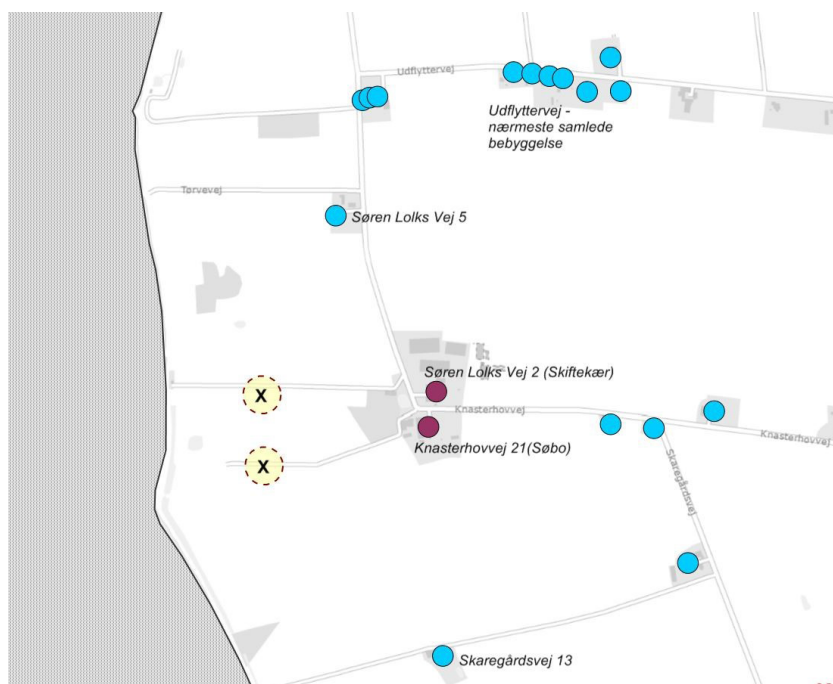 Udflyttervej
Udflyttervej -
nærmeste samlede
bebyggelse
Tørvevej
Søren Lolks Vej 5
Søren Lolks Vej 2 (Skiftekær)
X
Knasterhovvej
Knasterhovvej
Knasterhovvej 21(Søbo)
X
Skaregårdsvej
Skaregårdsvej 13